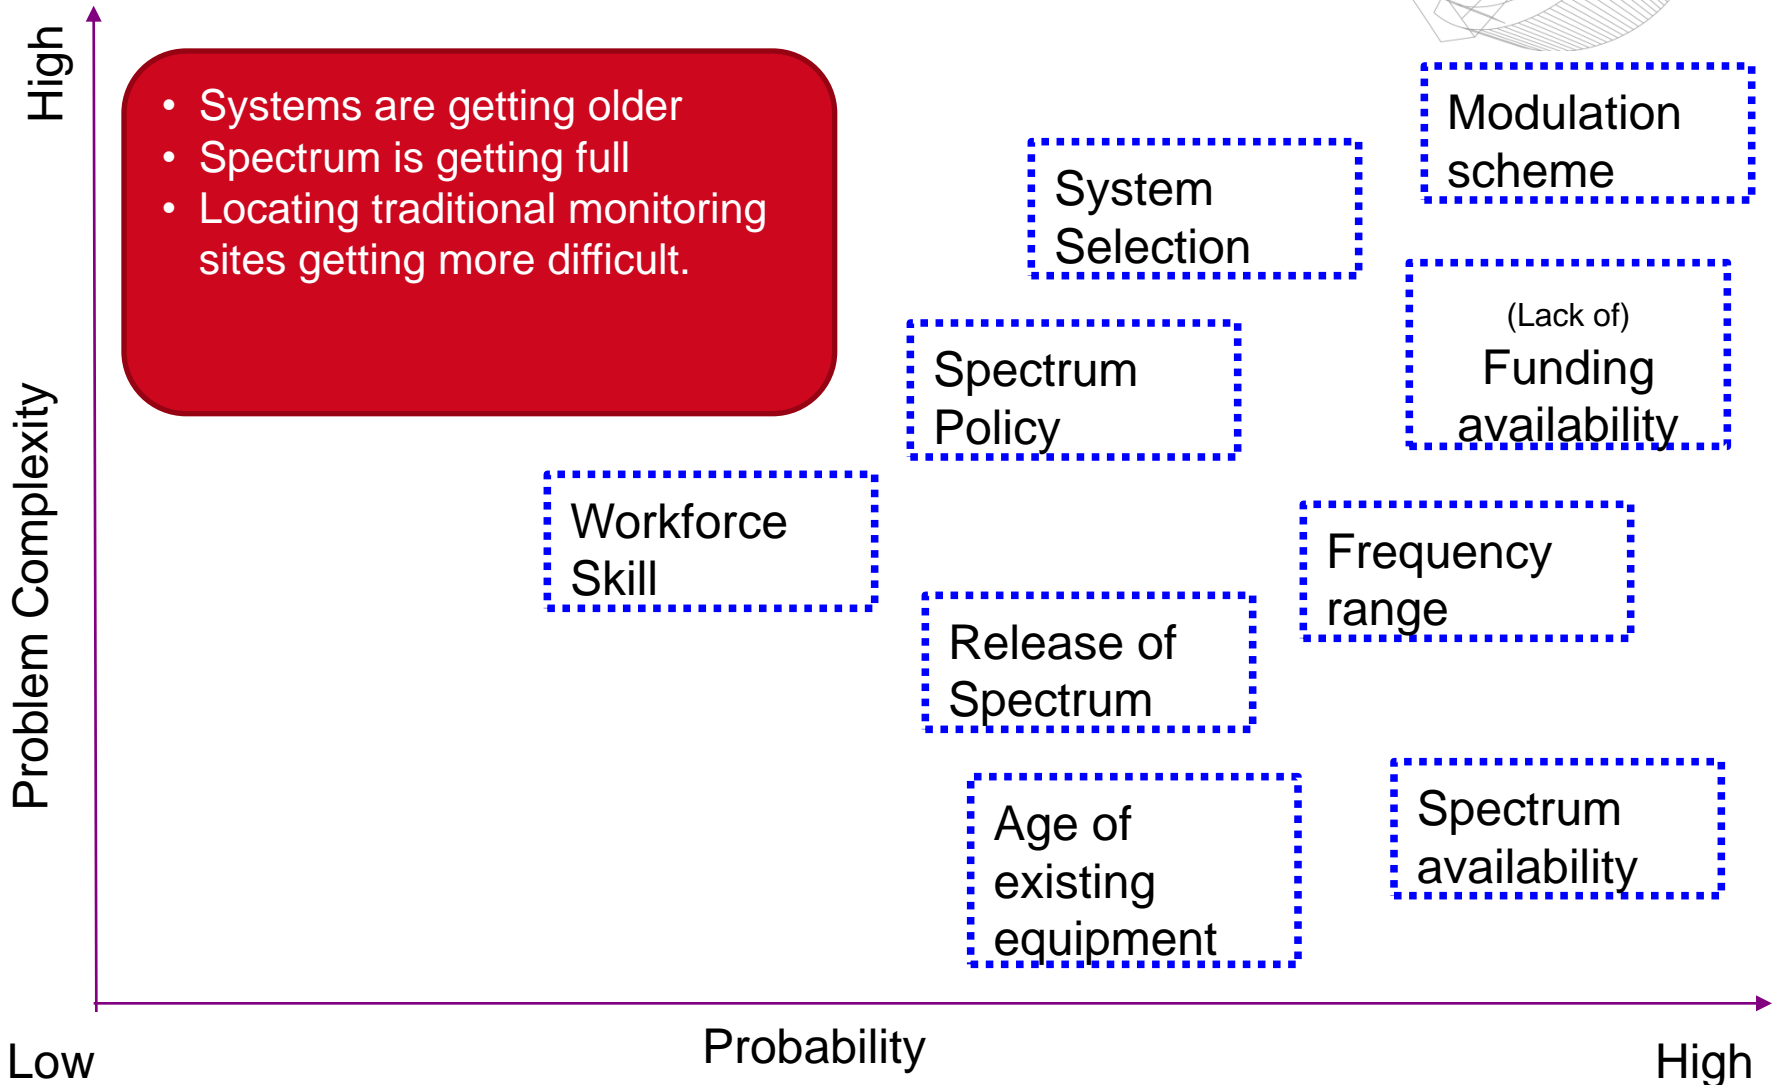 High
• Systems are getting older
• Spectrum is getting full
• Locating traditional monitoring
sites getting more difficult.
Modulation
scheme
System
Selection
(Lack of)
Funding
availability
Spectrum
Policy
Workforce
Skill
Frequency
range
Release of
Spectrum
Age of
existing
equipment
Spectrum
availability
Problem Complexity
Low
Probability
High